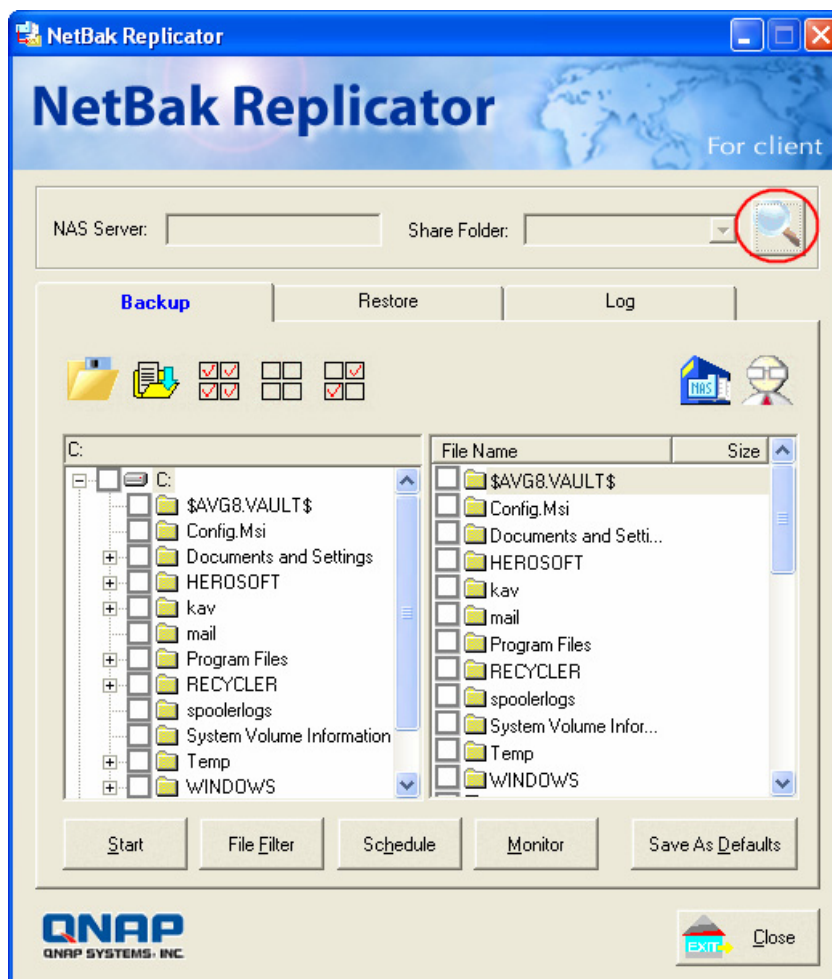 NetBak Replicator
NetBak Replicator
For client
NAS Server:
Share Folder:
Backup
Restore
Log
NAS
C:
C:
$AVG8.VAULT$
Config.Msi
Documents and Settings
HEROSOFT
kav
mail
Program Files
RECYCLER
spoolerlogs
System Volume Information
Temp
WINDOWS
File Name
Size
$AVG8.VAULT$
Config.Msi
Documents and Setti...
HEROSOFT
kav
mail
Program Files
RECYCLER
spoolerlogs
System Volume Infor...
Temp
WINDOWS
Start
File Filter
Schedule
Monitor
Save As Defaults
QNAP
QNAP SYSTEMS, INC.
EXIT
Close